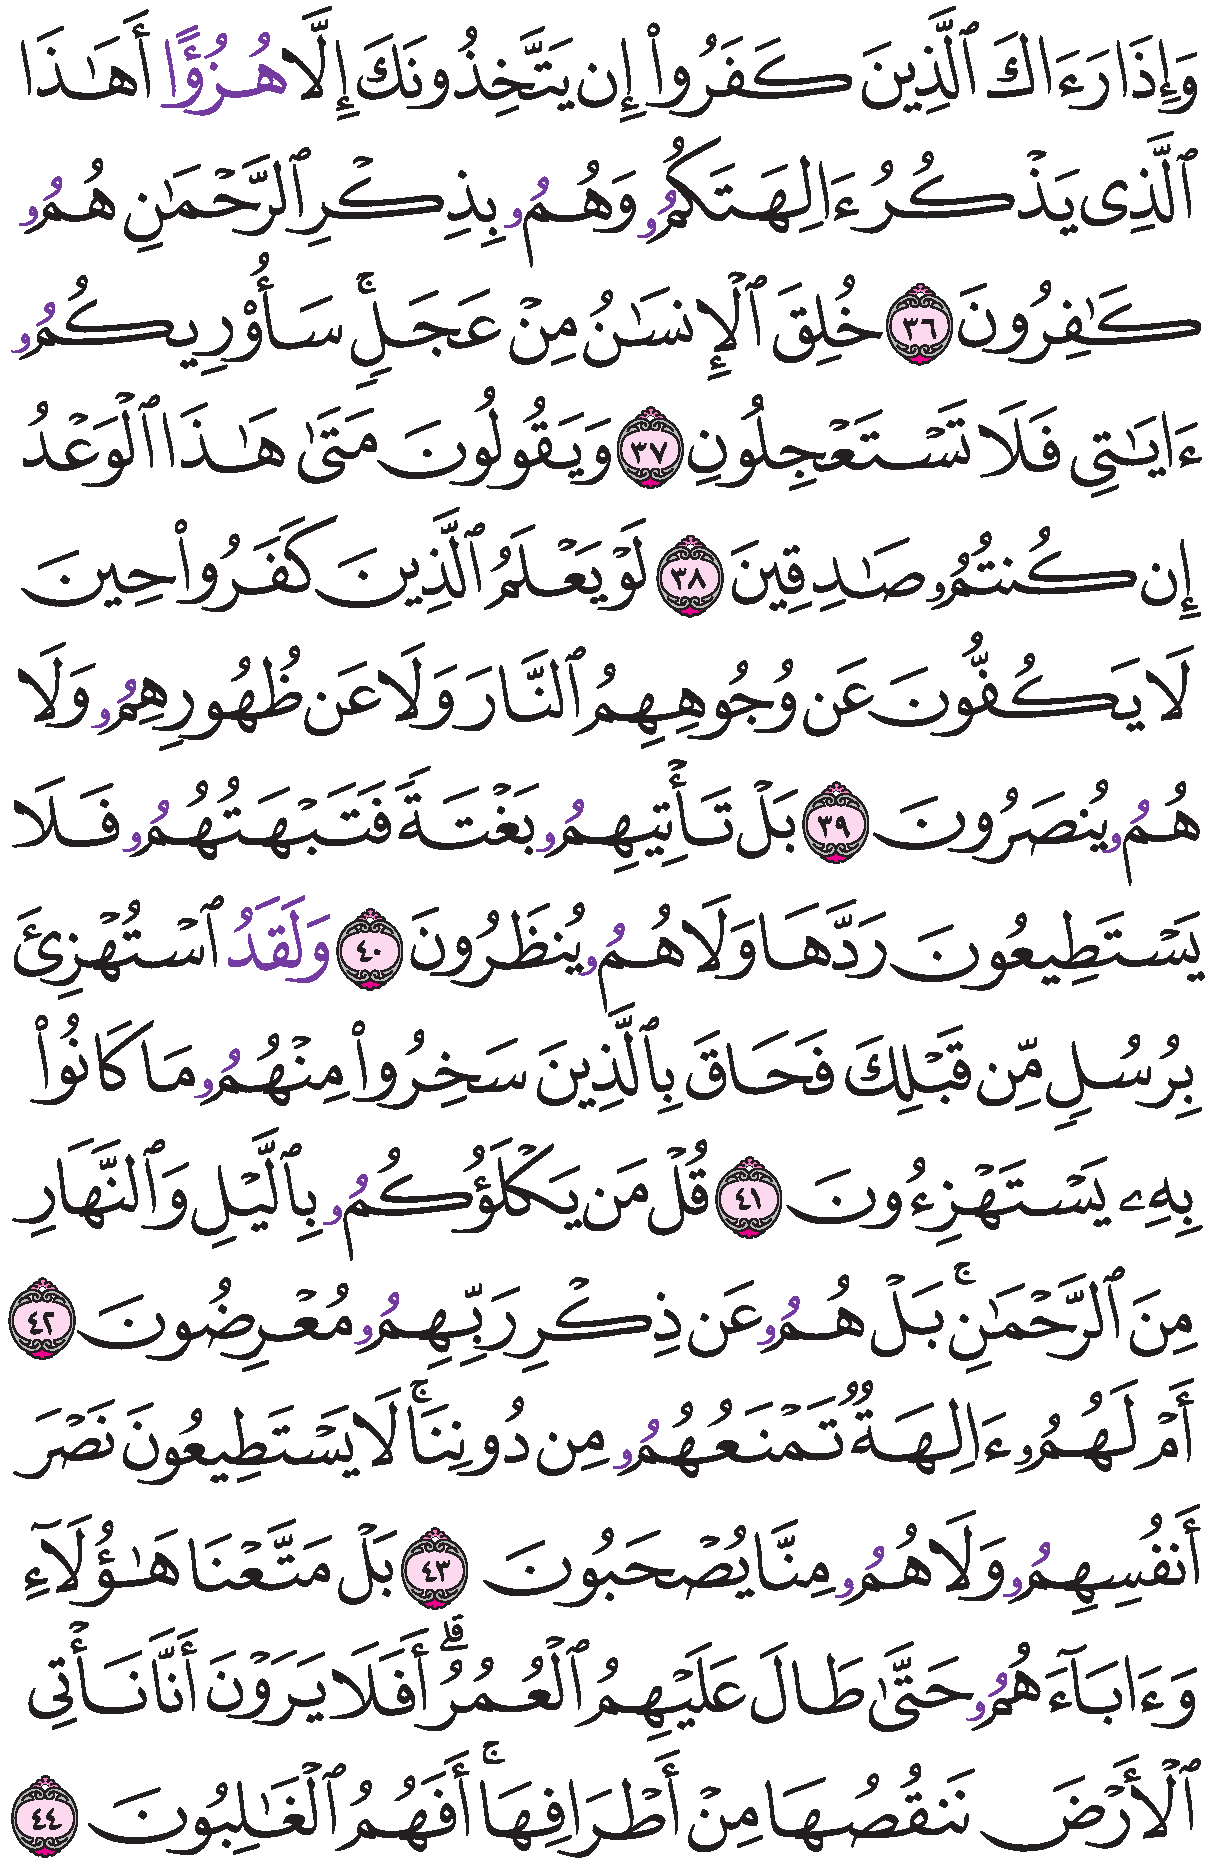 وَإِذَا رَءَاكَ ٱلَّذِينَ كَفَرُوا۟ إِن يَتَّخِذُونَكَ إِلَّا هُزُؤًا أَهَـٰذَا
ٱلَّذِى يَذْكُرُ ءَالِهَتَكُمُۥ وَهُمُۥ بِذِكْرِ ٱلرَّحْمَـٰنِ هُمُۥ
كَـٰفِرُونَ ٣٦ خُلِقَ ٱلْإِنسَـٰنُ مِنْ عَجَلٍۚ سَأُو۟رِيكُمُۥ
ءَايَـٰتِى فَلَا تَسْتَعْجِلُونِ ٣٧ وَيَقُولُونَ مَتَىٰ هَـٰذَا ٱلْوَعْدُ
إِن كُنتُمُۥ صَـٰدِقِينَ ٣٨ لَوْ يَعْلَمُ ٱلَّذِينَ كَفَرُوا۟ حِينَ
لَا يَكُفُّونَ عَن وُجُوهِهِمُ ٱلنَّارَ وَلَا عَن ظُهُورِهِمُۥ وَلَا
هُمُۥ يُنصَرُونَ ٣٩ بَلْ تَأْتِيهِمُۥ بَغْتَةً فَتَبْهَتُهُمُۥ فَلَا
يَسْتَطِيعُونَ رَدَّهَا وَلَا هُمُۥ يُنظَرُونَ ٤٠ وَلَقَدُ ٱسْتُهْزِئَ
بِرُسُلٍ مِّن قَبْلِكَ فَحَاقَ بِٱلَّذِينَ سَخِرُوا۟ مِنْهُمُۥ مَا كَانُوا۟
بِهِۦ يَسْتَهْزِءُونَ ٤١ قُلْ مَن يَكْلَؤُكُمُۥ بِٱلَّيْلِ وَٱلنَّهَارِ
مِنَ ٱلرَّحْمَـٰنِۚ بَلْ هُمُۥ عَن ذِكْرِ رَبِّهِمُۥ مُعْرِضُونَ ٤٢
أَمْ لَهُمُۥ ءَالِهَةٌ تَمْنَعُهُمُۥ مِن دُونِنَاۚ لَا يَسْتَطِيعُونَ نَصْرَ
أَنفُسِهِمُۥ وَلَا هُمُۥ مِنَّا يُصْحَبُونَ ٤٣ بَلْ مَتَّعْنَا هَـٰٓؤُلَآءِ
وَءَابَآءَهُمُۥ حَتَّىٰ طَالَ عَلَيْهِمُ ٱلْعُمُرُۗ أَفَلَا يَرَوْنَ أَنَّا نَأْتِى
ٱلْأَرْضَ نَنقُصُهَا مِنْ أَطْرَافِهَاۚ أَفَهُمُ ٱلْغَـٰلِبُونَ ٤٤